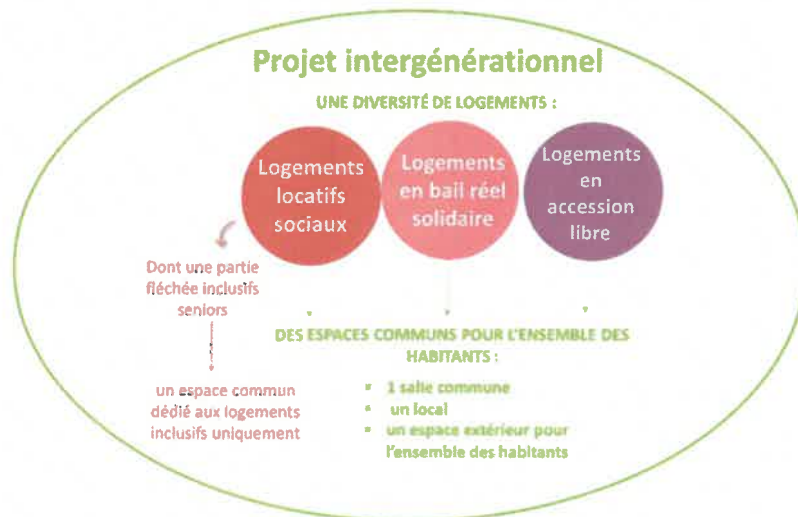 Projet intergénérationnel
UNE DIVERSITÉ DE LOGEMENTS :
Logements
locatifs
sociaux
Logements
en bail réel
solidaire
Logements
en
accession
libre
Dont une partie
fléchée inclusifs
seniors
un espace commun
dédié aux logements
inclusifs uniquement
DES ESPACES COMMUNS POUR L'ENSEMBLE DES
HABITANTS :
▪ 1 salle commune
▪ un local
▪ un espace extérieur pour
l'ensemble des habitants